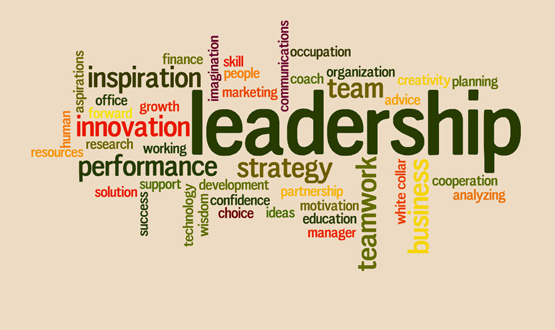 communications
imagination
occupation
finance
skill
aspirations
inspiration
people
coach
organization
creativity
planning
marketing
team
office
growth
advice
forward
leadership
human
innovation
research
working
resources
performance
strategy
teamwork
white collar
business
cooperation
solution
support
development
partnership
analyzing
success
technology
wisdom
confidence
motivation
choice
ideas
education
manager